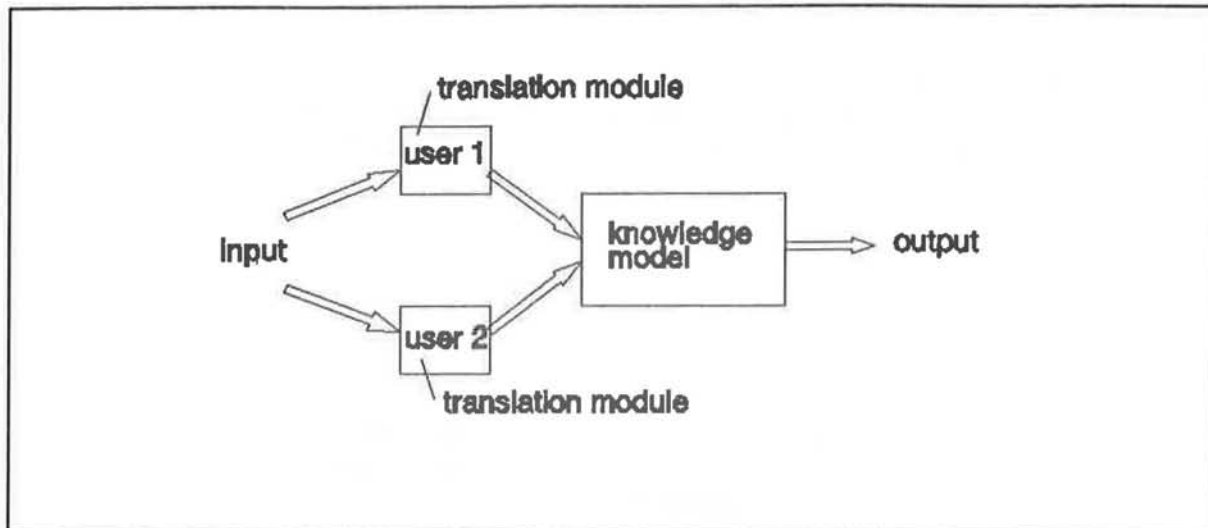 translation module
user 1
input
knowledge
model
output
user 2
translation module